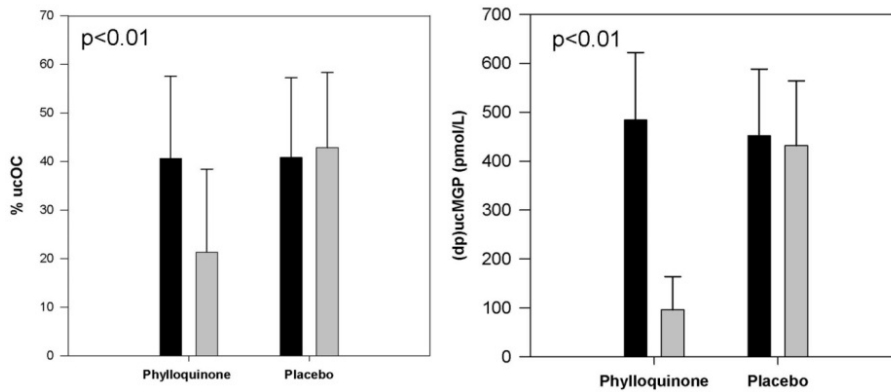 p<0.01
% ucOC
70
60
50
40
30
20
10
0
Phylloquinone Placebo
p<0.01
(dp)ucMGP (pmol/L)
700
600
500
400
300
200
100
0
Phylloquinone Placebo